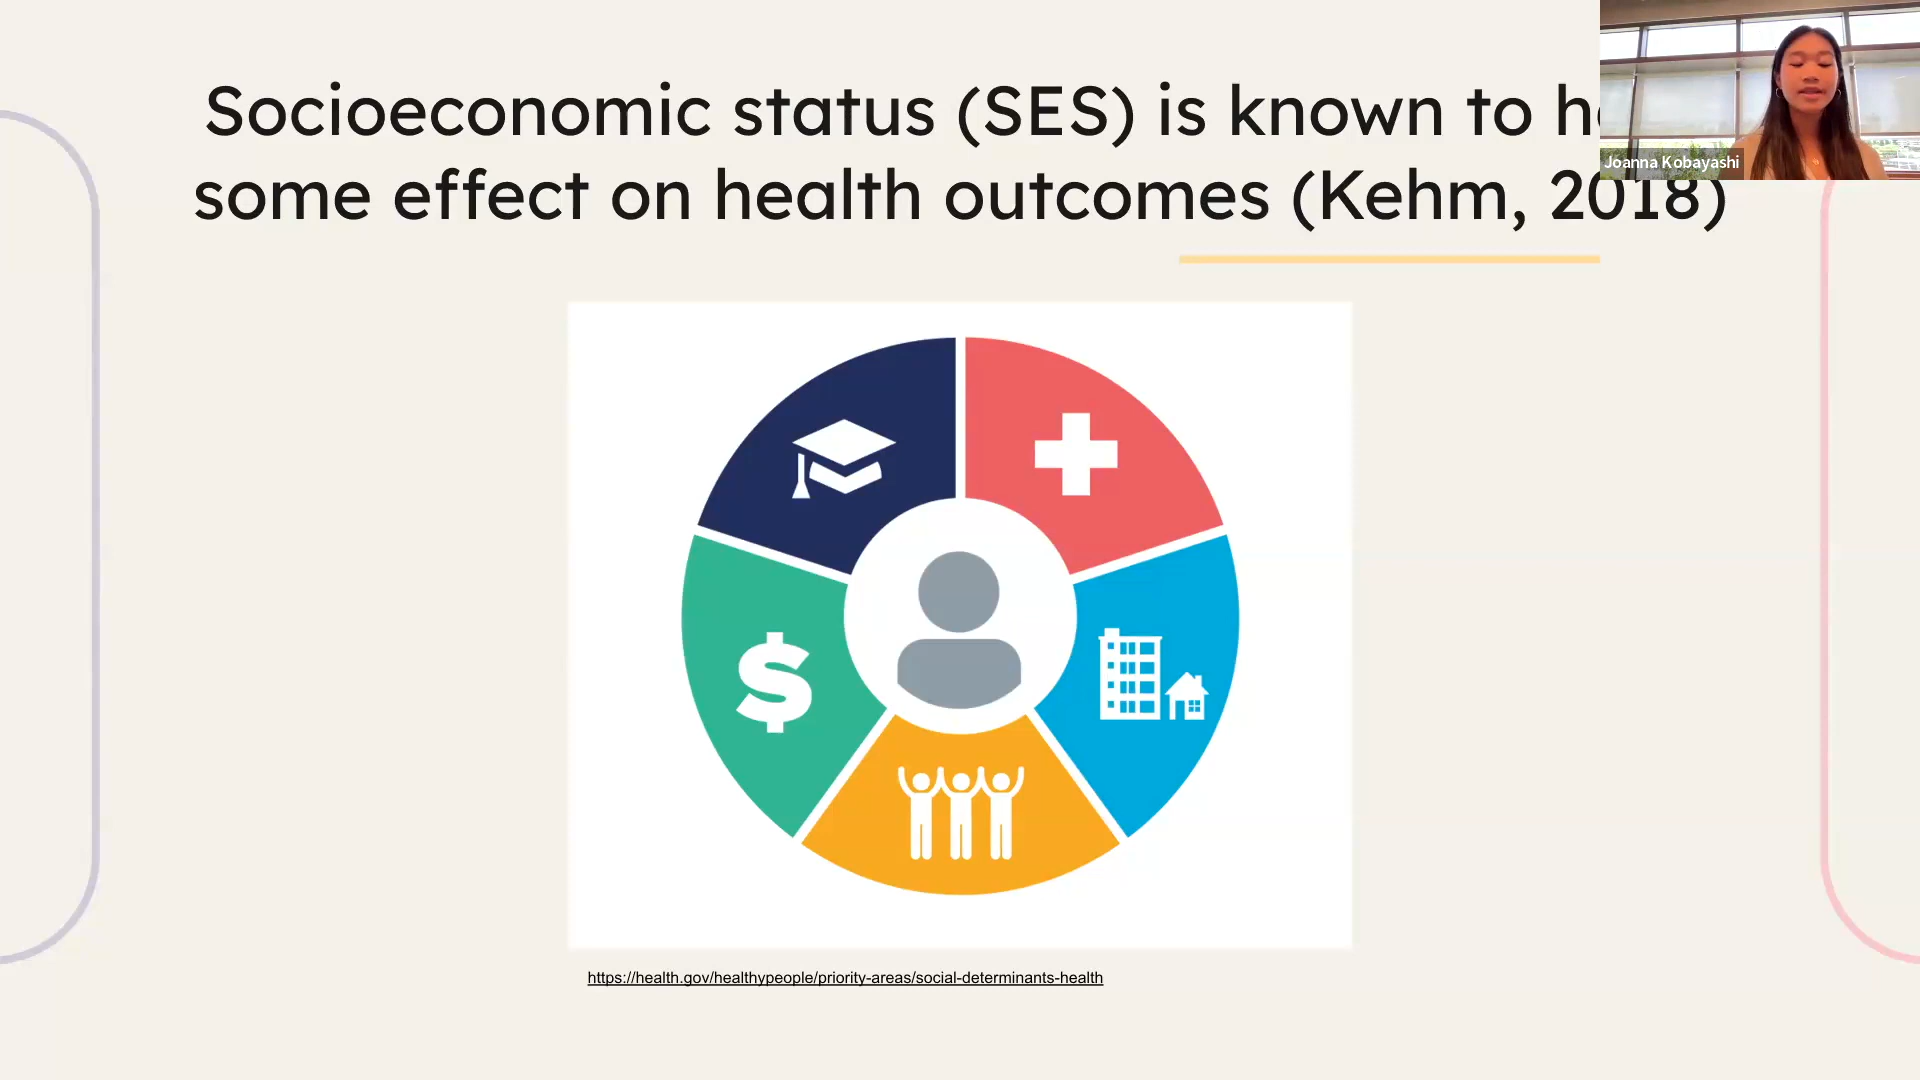 Socioeconomic status (SES) is known to
some effect on health outcomes (Kehm, 2018)
Joanna Kobayashi
$
https://health.gov/healthypeople/priority-areas/social-determinants-health